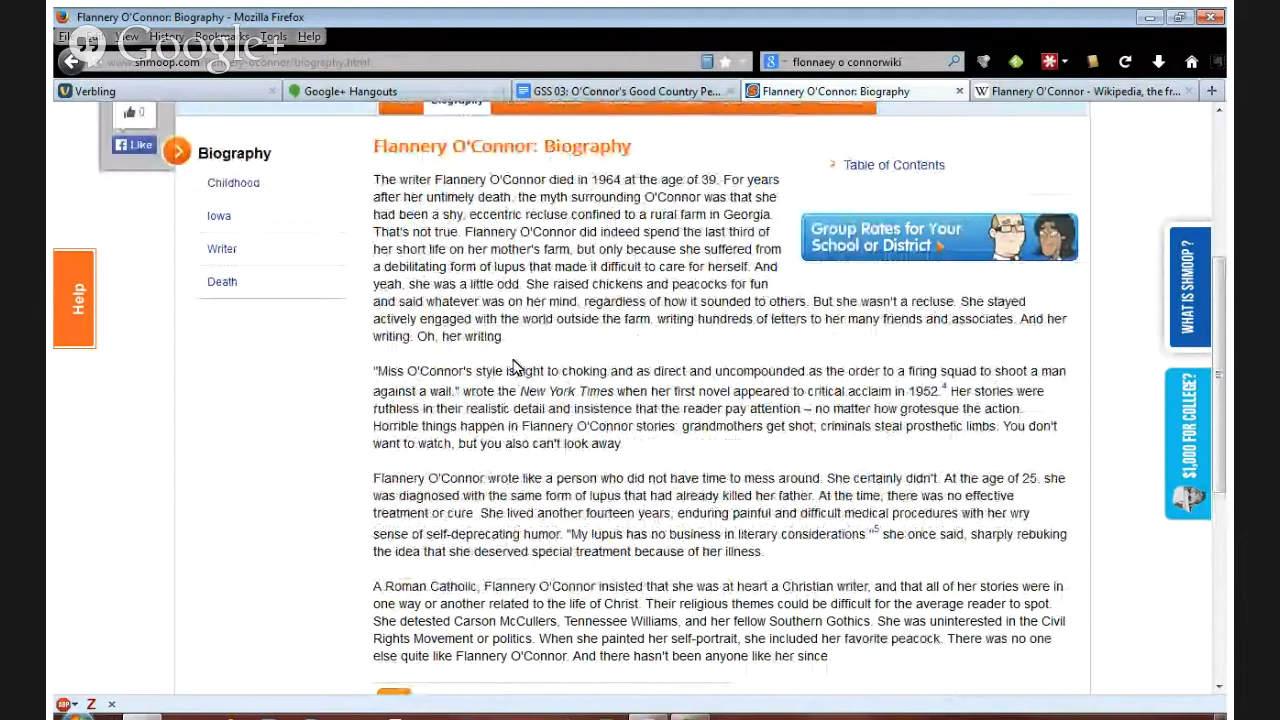 Flannery O'Connor: Biography - Mozilla Firefox
File Edit View History Bookmarks Tools Help
Google+
www.shmoop.com/flannery-oconnor/biography.html
flonnaey o connorwiki
Verbling
Google+ Hangouts
GSS 03: O'Connor's Good Country Pe...
Flannery O'Connor: Biography
Flannery O'Connor - Wikipedia, the fr...
0
Like
Biography
Biography
Childhood
Iowa
Writer
Death
Help
Flannery O'Connor: Biography
Table of Contents
Group Rates for Your
School or District
The writer Flannery O'Connor died in 1964 at the age of 39. For years
after her untimely death, the myth surrounding O'Connor was that she
had been a shy, eccentric recluse confined to a rural farm in Georgia.
That's not true. Flannery O'Connor did indeed spend the last third of
her short life on her mother's farm, but only because she suffered from
a debilitating form of lupus that made it difficult to care for herself. And
yeah, she was a little odd. She raised chickens and peacocks for fun
and said whatever was on her mind, regardless of how it sounded to others. But she wasn't a recluse. She stayed
actively engaged with the world outside the farm, writing hundreds of letters to her many friends and associates. And her
writing. Oh, her writing.
"Miss O'Connor's style is tight to choking and as direct and uncompounded as the order to a firing squad to shoot a man
against a wall," wrote the New York Times when her first novel appeared to critical acclaim in 1952.4 Her stories were
ruthless in their realistic detail and insistence that the reader pay attention – no matter how grotesque the action.
Horrible things happen in Flannery O'Connor stories: grandmothers get shot, criminals steal prosthetic limbs. You don't
want to watch, but you also can't look away.
Flannery O'Connor wrote like a person who did not have time to mess around. She certainly didn't. At the age of 25, she
was diagnosed with the same form of lupus that had already killed her father. At the time, there was no effective
treatment or cure. She lived another fourteen years, enduring painful and difficult medical procedures with her wry
sense of self-deprecating humor. "My lupus has no business in literary considerations,"5 she once said, sharply rebuking
the idea that she deserved special treatment because of her illness.
A Roman Catholic, Flannery O'Connor insisted that she was at heart a Christian writer, and that all of her stories were in
one way or another related to the life of Christ. Their religious themes could be difficult for the average reader to spot.
She detested Carson McCullers, Tennessee Williams, and her fellow Southern Gothics. She was uninterested in the Civil
Rights Movement or politics. When she painted her self-portrait, she included her favorite peacock. There was no one
else quite like Flannery O'Connor. And there hasn't been anyone like her since.
WHAT IS SHMOOP?
$1,000 FOR COLLEGE?
ABP
Z